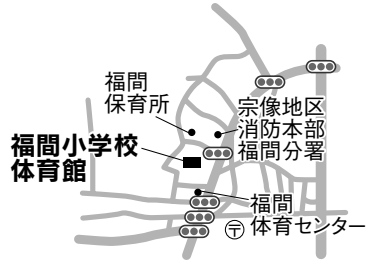 福間
保育所
宗像地区
消防本部
福間分署
福間小学校
体育館
福間
体育センター
〒